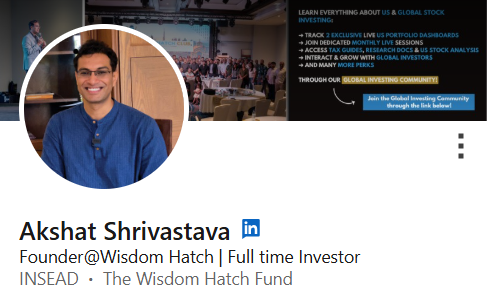 LEARN EVERYTHING ABOUT US & GLOBAL STOCK
INVESTING:
→ TRACK 3 EXCLUSIVE LIVE US PORTFOLIO DASHBOARDS
→ JOIN DEDICATED MONTHLY LIVE SESSIONS
→ ACCESS TAX GUIDES, RESEARCH DOCS & US STOCK ANALYSIS
→ INTERACT & GROW WITH GLOBAL INVESTORS
→ AND MANY MORE PERKS
THROUGH OUR GLOBAL INVESTING COMMUNITY!
Join the Global Investing Community
through the link below!
Akshat Shrivastava in
Founder@Wisdom Hatch | Full time Investor
INSEAD • The Wisdom Hatch Fund